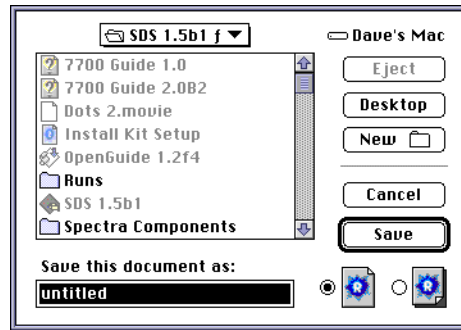 SDS 1.5b1 ƒ
Dave's Mac
7700 Guide 1.0
7700 Guide 2.0B2
Dots 2.movie
Install Kit Setup
OpenGuide 1.2f4
Runs
SDS 1.5b1
Spectra Components
Eject
Desktop
New
Cancel
Save
Save this document as:
untitled
R
R